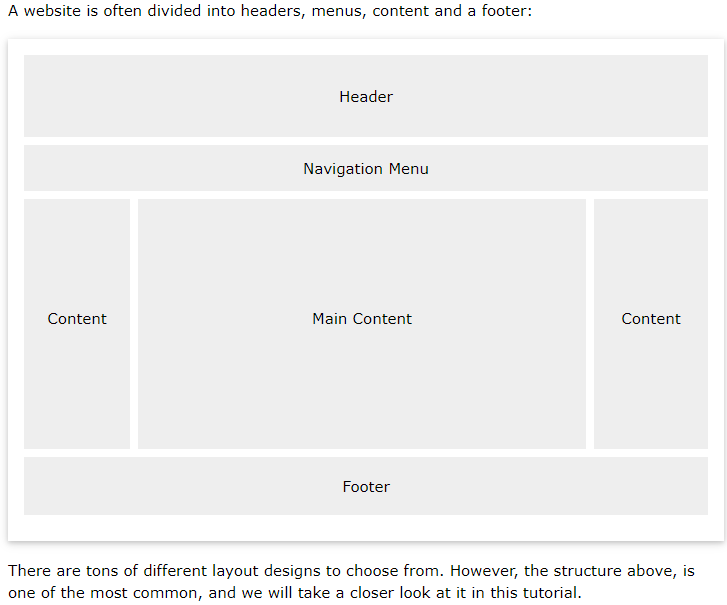 A website is often divided into headers, menus, content and a footer:
Header
Navigation Menu
Content
Main Content
Content
Footer
There are tons of different layout designs to choose from. However, the structure above, is
one of the most common, and we will take a closer look at it in this tutorial.